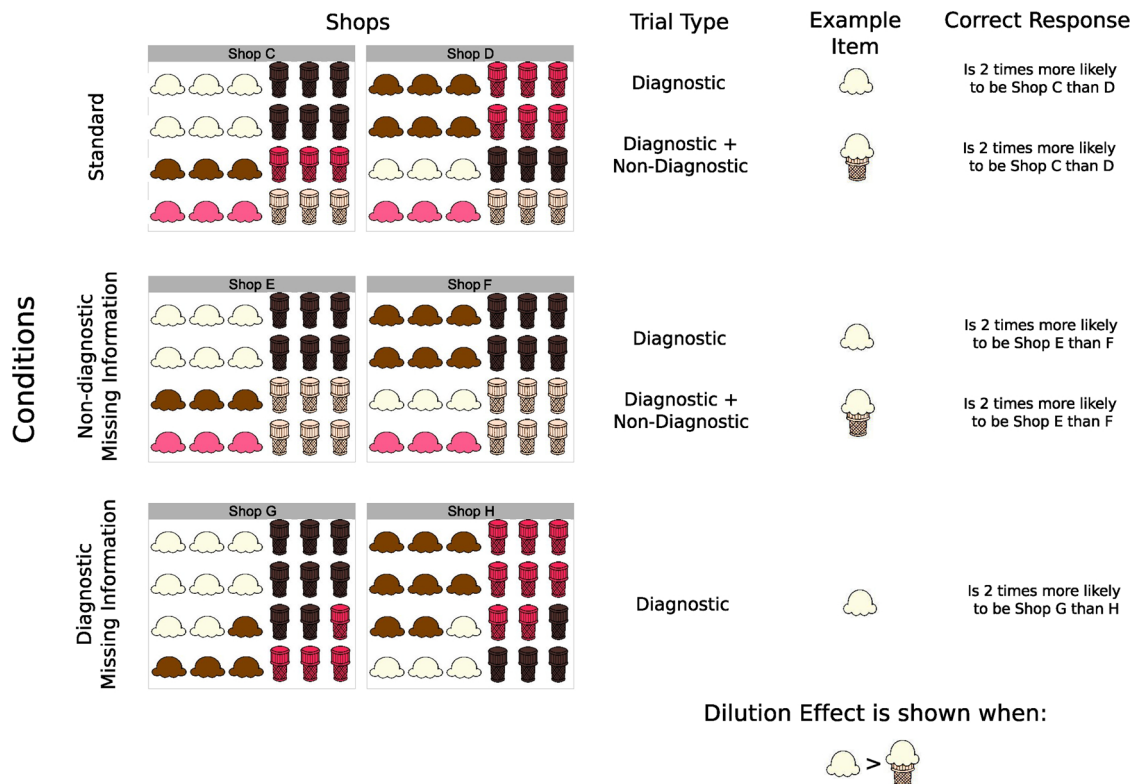 Shops
Trial Type
Example
Item
Correct Response
Conditions
Standard
Shop C
Shop D
Diagnostic
Is 2 times more likely
to be Shop C than D
Diagnostic +
Non-Diagnostic
Is 2 times more likely
to be Shop C than D
Non-diagnostic
Missing Information
Shop E
Shop F
Diagnostic
Is 2 times more likely
to be Shop E than F
Diagnostic +
Non-Diagnostic
Is 2 times more likely
to be Shop E than F
Diagnostic
Missing Information
Shop G
Shop H
Diagnostic
Is 2 times more likely
to be Shop G than H
Dilution Effect is shown when:
>